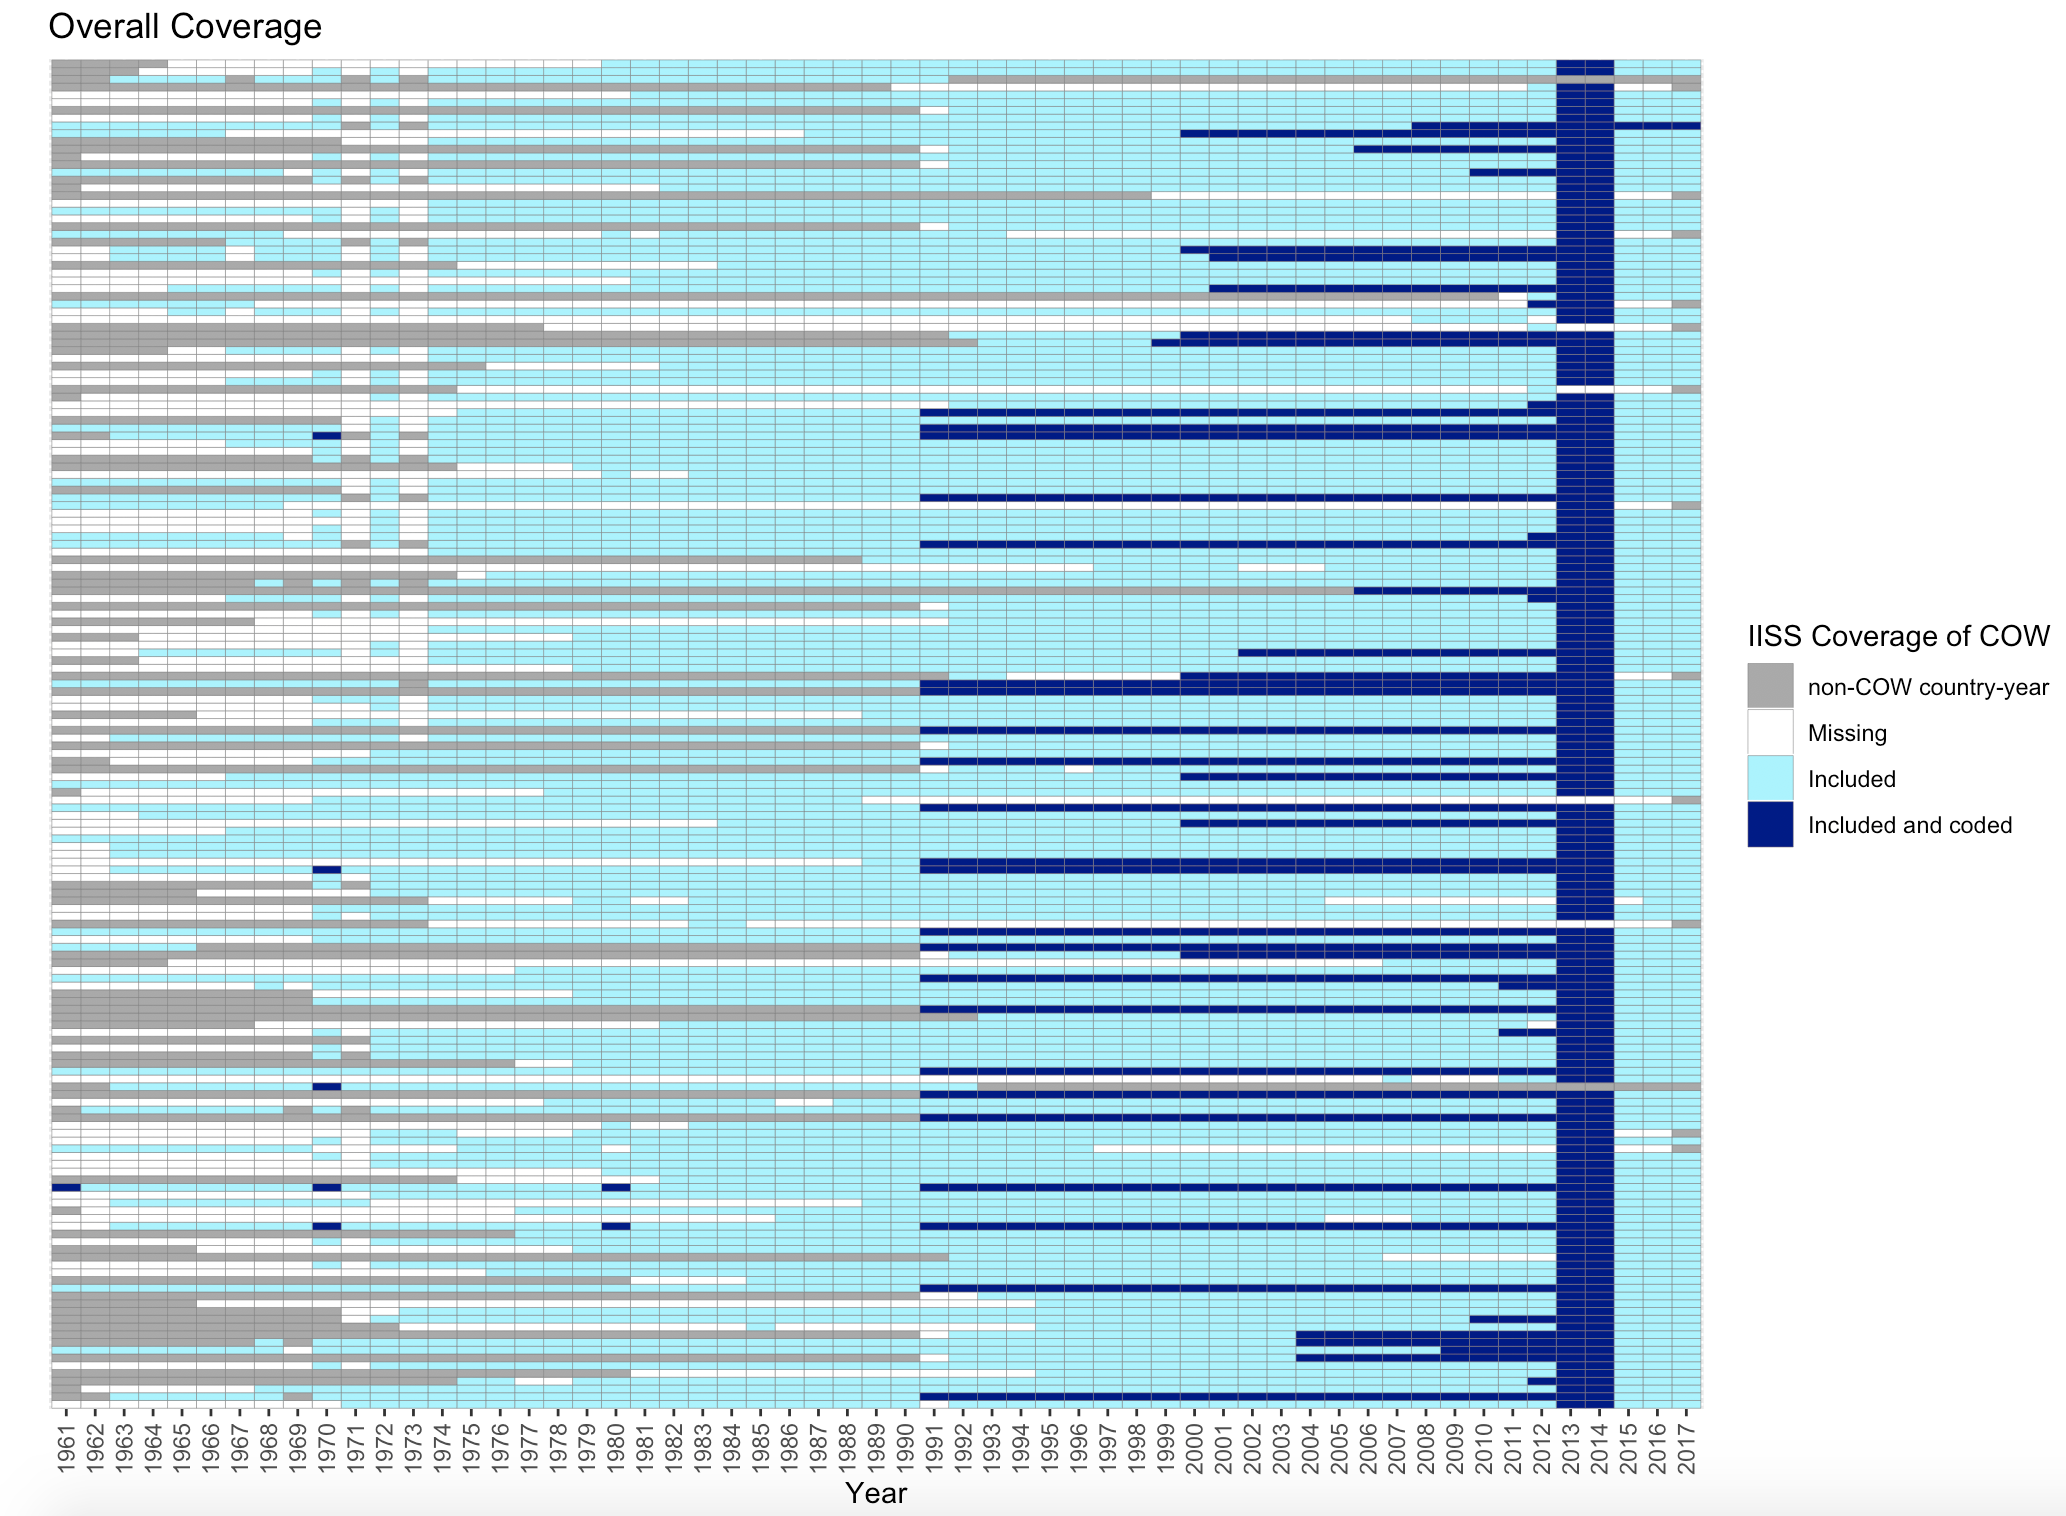 Overall Coverage
IISS Coverage of COW
non-COW country-year
Missing
Included
Included and coded
1961 1962 1963 1964 1965 1966 1967 1968 1969 1970 1971 1972 1973 1974 1975 1976 1977 1978 1979 1980 1981 1982 1983 1984 1985 1986 1987 1988 1989 1990 1991 1992 1993 1994 1995 1996 1997 1998 1999 2000 2001 2002 2003 2004 2005 2006 2007 2008 2009 2010 2011 2012 2013 2014 2015 2016 2017
Year